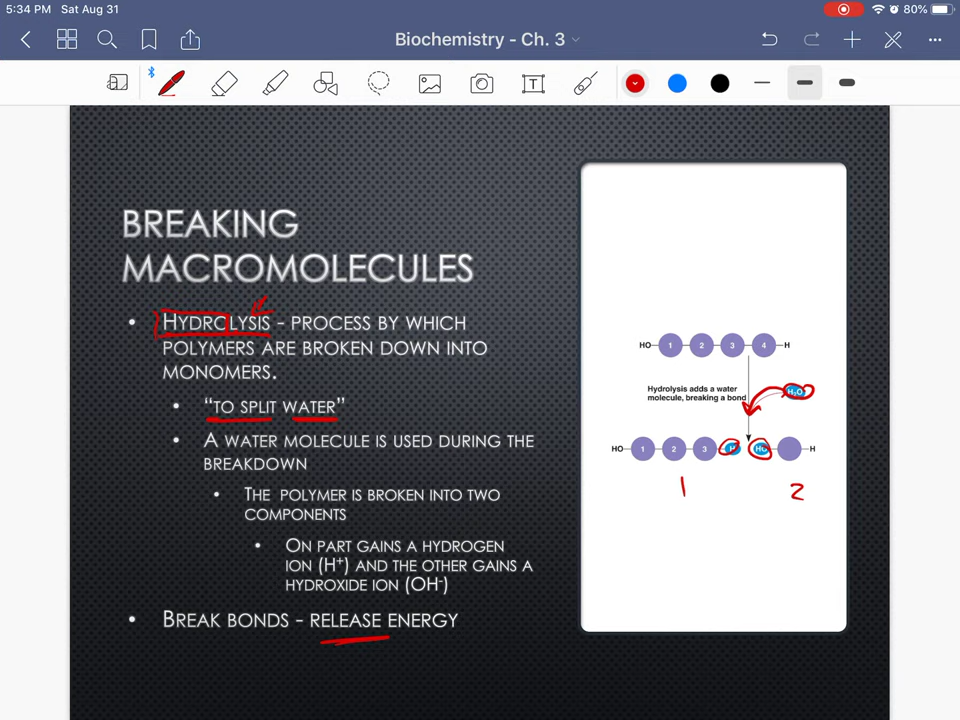 5:34 PM Sat Aug 31
80%
Biochemistry - Ch. 3
BREAKING
MACROMOLECULES
• HYDROLYSIS - PROCESS BY WHICH
POLYMERS ARE BROKEN DOWN INTO
MONOMERS.
• “TO SPLIT WATER”
• A WATER MOLECULE IS USED DURING THE
BREAKDOWN
• THE POLYMER IS BROKEN INTO TWO
COMPONENTS
• ON PART GAINS A HYDROGEN
ION (H+) AND THE OTHER GAINS A
HYDROXIDE ION (OH-)
• BREAK BONDS - RELEASE ENERGY
HO 1 2 3 4 H
Hydrolysis adds a water
molecule, breaking a bond
H₂O
HO 1 2 3 H HO H
1 2